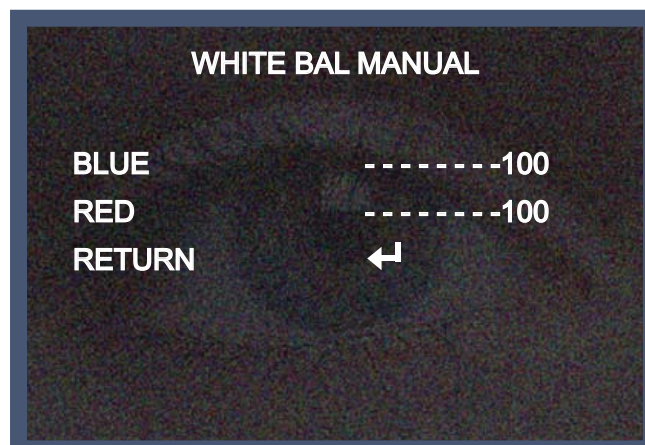 WHITE BAL MANUAL
BLUE --------100
RED --------100
RETURN ↵